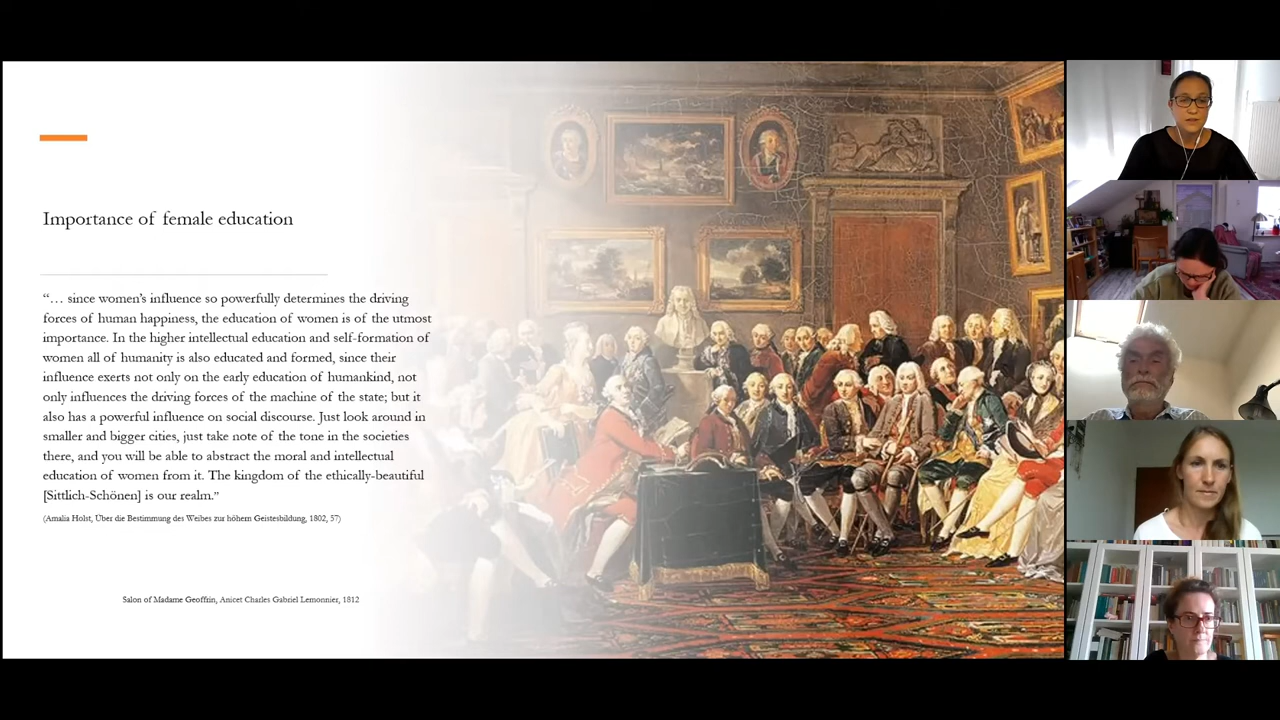 Importance of female education
“… since women’s influence so powerfully determines the driving
forces of human happiness, the education of women is of the utmost
importance. In the higher intellectual education and self-formation of
women all of humanity is also educated and formed, since their
influence exerts not only on the early education of humankind, not
only influences the driving forces of the machine of the state; but it
also has a powerful influence on social discourse. Just look around in
smaller and bigger cities, just take note of the tone in the societies
there, and you will be able to abstract the moral and intellectual
education of women from it. The kingdom of the ethically-beautiful
[Sittlich-Schönen] is our realm.”
(Amalia Holst, Über die Bestimmung des Weibes zur höhern Geistesbildung, 1802, 57)
Salon of Madame Geoffrin, Anicet Charles Gabriel Lemonnier, 1812